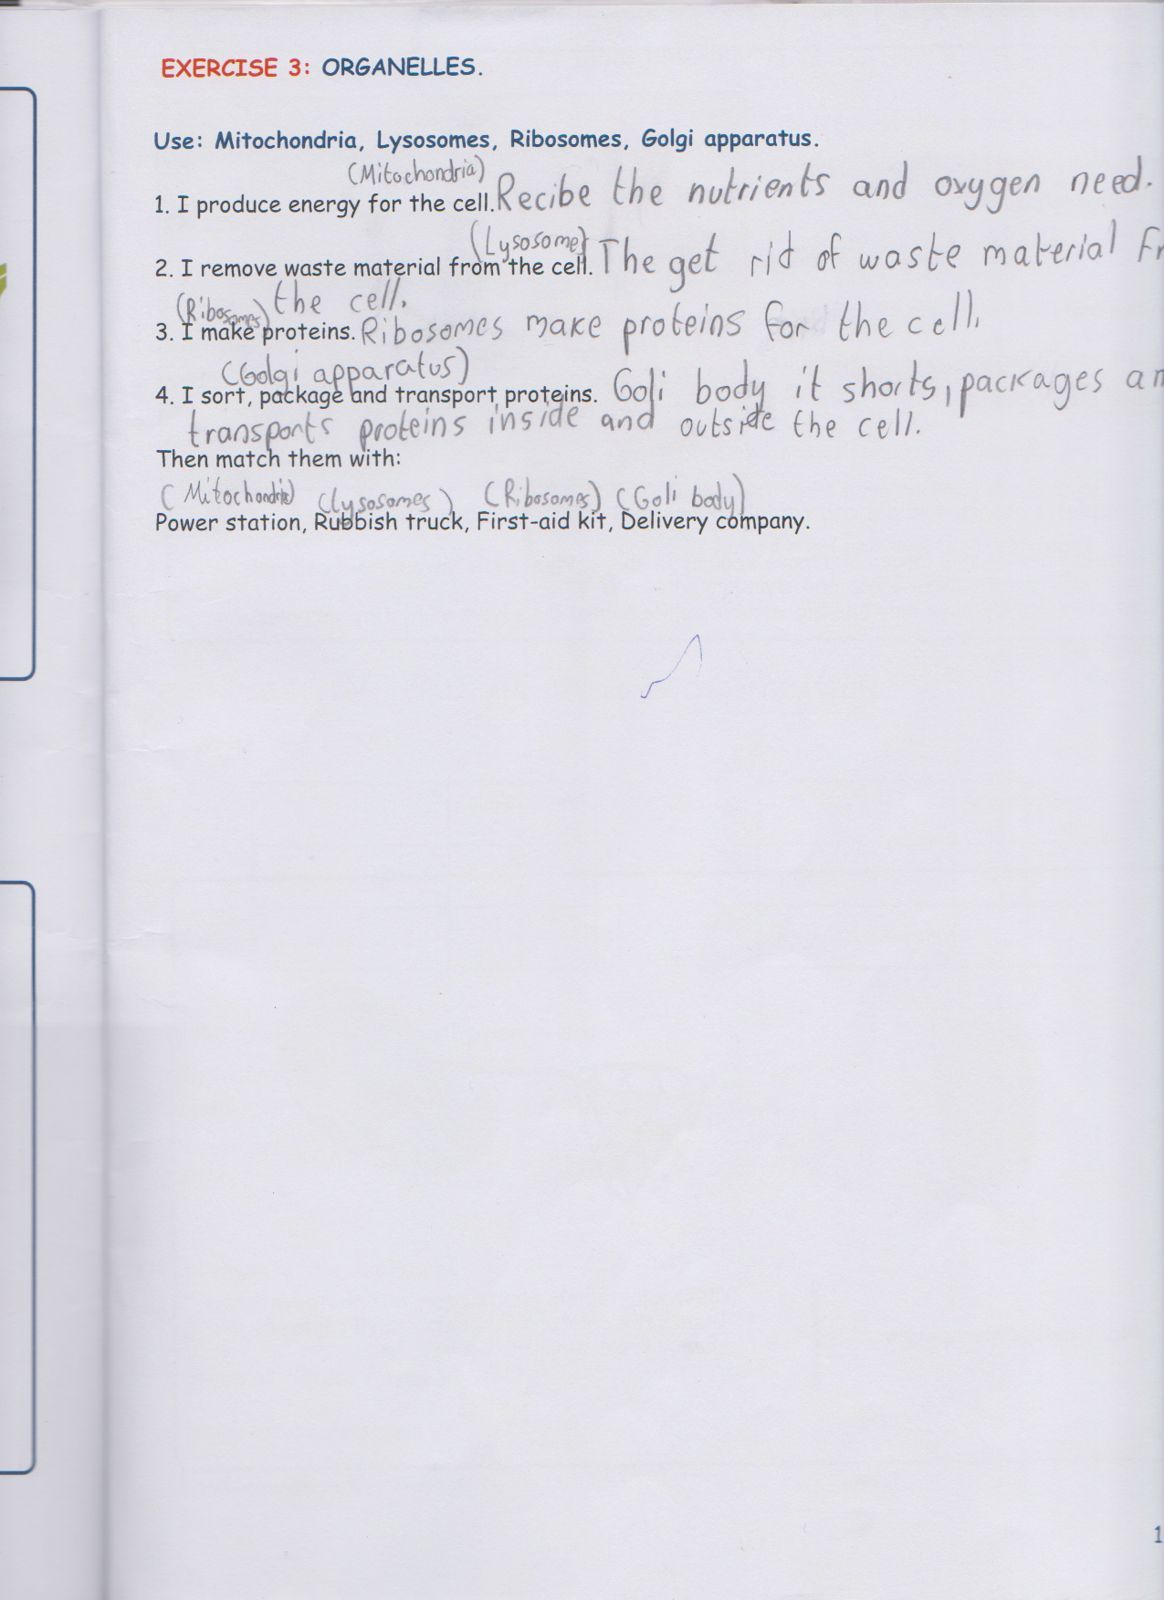 EXERCISE 3: ORGANELLES.
Use: Mitochondria, Lysosomes, Ribosomes, Golgi apparatus.
(Mitochondria)
1. I produce energy for the cell. Recibe the nutrients and oxygen need.
(Lysosome)
2. I remove waste material from the cell. The get rid of waste material Fr
(Ribosomes) the cell.
3. I make proteins. Ribosomes make proteins for the cell.
(Golgi apparatus)
4. I sort, package and transport proteins. Goli body it shorts, packages an
transports proteins inside and outside the cell.
Then match them with:
(Mitochondria) (lysosomes) (Ribosomes) (Goli body)
Power station, Rubbish truck, First-aid kit, Delivery company.
1